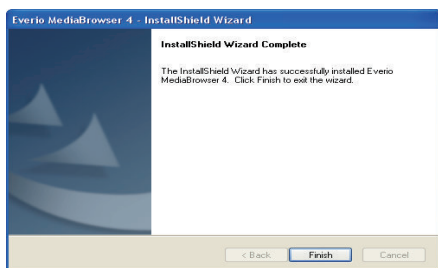 Everio MediaBrowser 4 - InstallShield Wizard
InstallShield Wizard Complete
The InstallShield Wizard has successfully installed Everio
MediaBrowser 4. Click Finish to exit the wizard.
< Back Finish Cancel